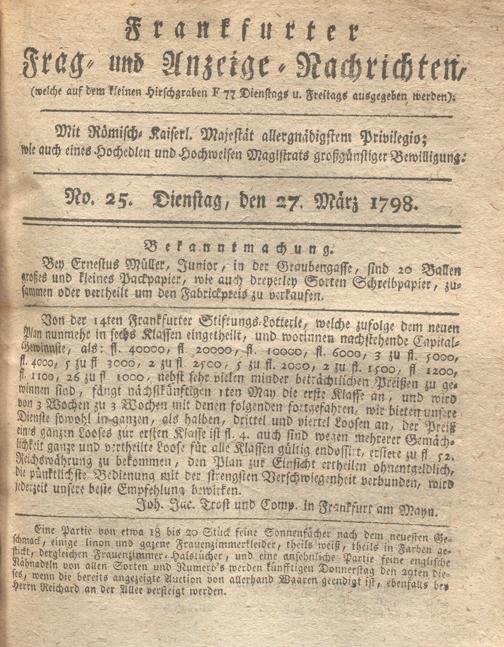 Frankfurter
Frag- und Anzeige-Nachrichten,
(welche auf dem kleinen Hirschgraben F 77 Dienstags u. Freitags ausgegeben werden).
Mit Römisch-Kaiserl. Majestät allergnädigstem Privilegio;
wie auch eines Hochedlen und Hochweisen Magistrats großgünstiger Bewilligung:
No. 25. Dienstag, den 27. März 1798.
Bekanntmachung.
Bey Ernestus Müller, Junior, in der Graubengasse, sind 20 Ballen
großes und kleines Packpapier, wie auch dreyerley Sorten Schreibpapier, zu-
sammen oder vertheilt um den Fabrickpreis zu verkaufen.
Von der 14ten Frankfurter Stiftungs-Lotterie, welche zufolge dem neuen
Plan nunmehr in sechs Klassen eingetheilt, und worinnen nachstehende Capital-
Gewinnste, als: fl. 40000, fl 20000, fl. 10000, fl. 6000, 3 zu fl. 5000,
fl. 4000, 5 zu fl 3000, 2 zu fl 2500, 5 zu fl. 2000, 2 zu fl. 1500, fl 1200,
fl. 1100, 26 zu fl 1000, nebst sehr vielen minder beträchtlichen Preißen zu ge-
winnen sind, fängt nächstkünftigen 1ten May die erste Klasse an, und wird
von 3 Wochen zu 3 Wochen mit denen folgenden fortgefahren, wir bieten unsere
Dienste sowohl in ganzen, als halben, drittel und viertel Loosen an, der Preiß
eines ganzen Looses zur ersten Klasse ist fl. 4. auch sind wegen mehrerer Gemäch-
lichkeit ganze und vertheilte Loose für alle Klassen gültig endossirt, erstere zu fl. 52.
Reichswährung zu bekommen, den Plan zur Einsicht ertheilen ohnentgeldlich,
die pünktlichste Bedienung mit der strengsten Verschwiegenheit verbunden, wird
jederzeit unsere beste Empfehlung bewirken.
Joh. Jac. Trost und Comp. in Frankfurt am Mayn.
Eine Partie von etwa 18 bis 20 Stück feine Sonnenfächer nach dem neuesten Ge-
schmack, einige linon und gazene Frauenzimmerkleider, theils weiß, theils in Farben ge-
stickt, dergleichen Frauenzimmer-Halstücher, und eine ansehnliche Partie feine englische
Nähnadeln von allen Sorten und Numero's werden künfftigen Donnerstag den 29ten die-
ses, wenn die bereits angezeigte Auction von allerhand Waaren geendigt ist, ebenfalls bey
Herrn Reichard an der Allee versteigt werden.